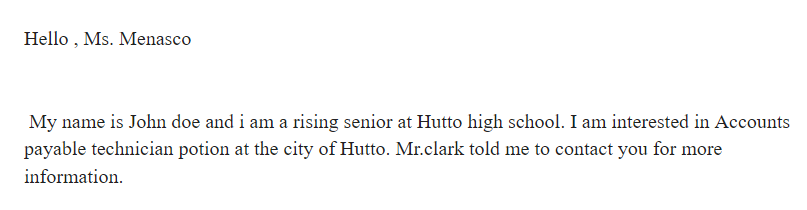 Hello , Ms. Menasco
My name is John doe and i am a rising senior at Hutto high school. I am interested in Accounts
payable technician potion at the city of Hutto. Mr.clark told me to contact you for more
information.